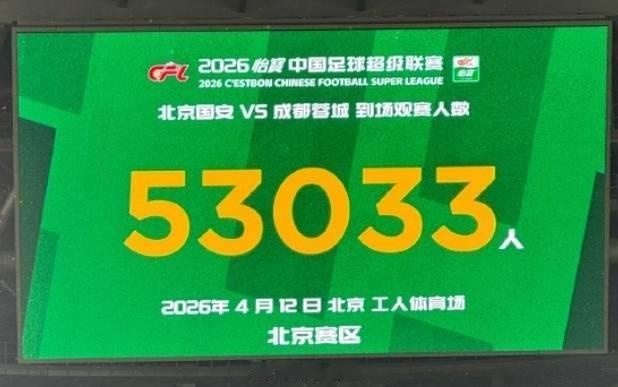 CFL 2026 怡寶 中国足球超级联赛 怡寶
2026 C'ESTBON CHINESE FOOTBALL SUPER LEAGUE
北京国安 VS 成都蓉城 到场观赛人数
53033人
2026年 4 月 12 日 北京 工人体育场
北京赛区